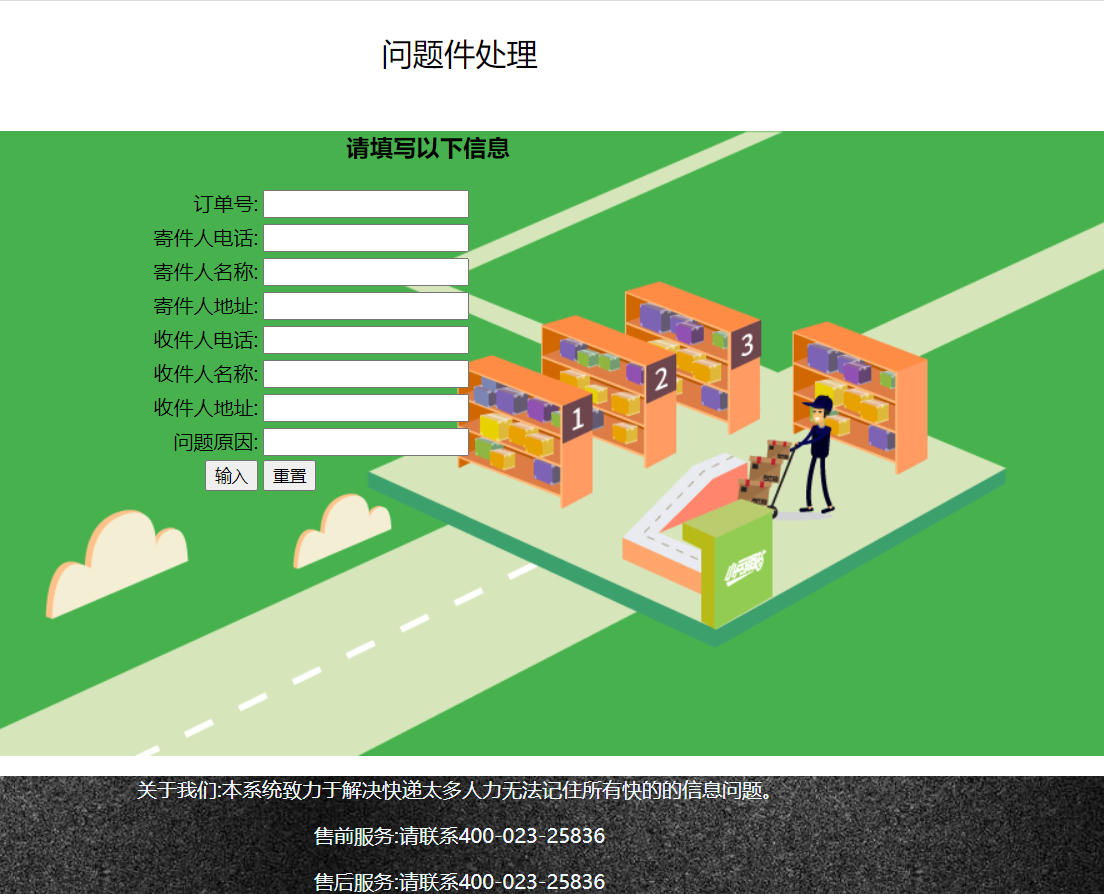 问题件处理
请填写以下信息
订单号:
寄件人电话:
寄件人名称:
寄件人地址:
收件人电话:
收件人名称:
收件人地址:
问题原因:
输入 重置
1
2
3
关于我们:本系统致力于解决快递太多人力无法记住所有快的的信息问题。
售前服务:请联系400-023-25836
售后服务:请联系400-023-25836